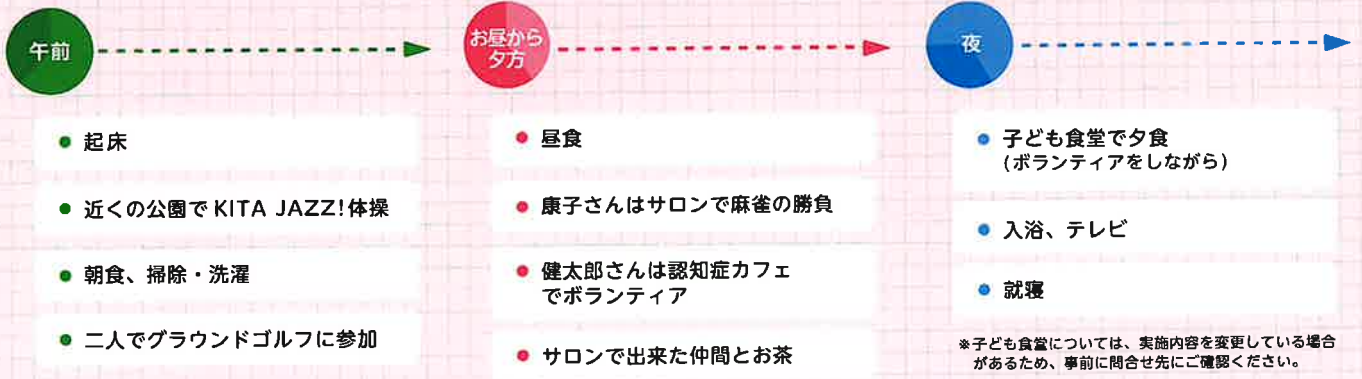 午前
起床
近くの公園でKITA JAZZ!体操
朝食、掃除・洗濯
二人でグラウンドゴルフに参加
お昼から
夕方
昼食
康子さんはサロンで麻雀の勝負
健太郎さんは認知症カフェ
でボランティア
サロンで出来た仲間とお茶
夜
子ども食堂で夕食
(ボランティアをしながら)
入浴、テレビ
就寝
※子ども食堂については、実施内容を変更している場合
があるため、事前に問合せ先にご確認ください。